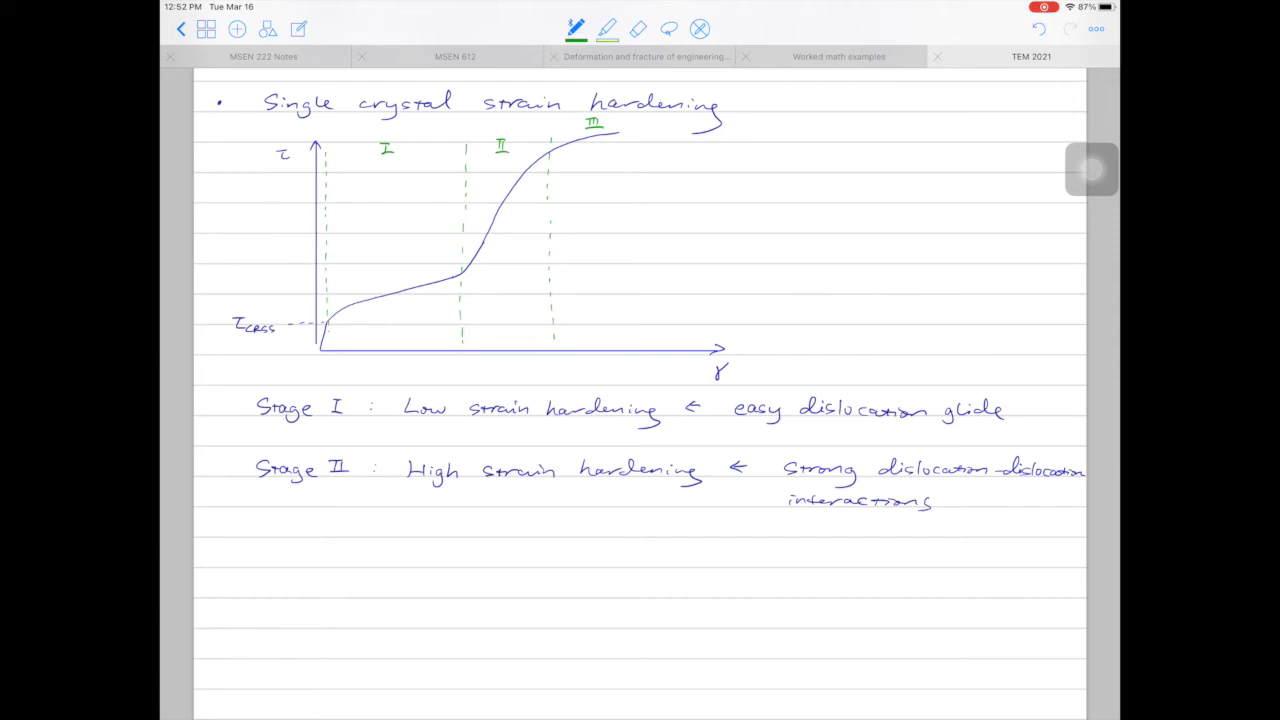 12:52 PM Tue Mar 16
87%
MSEN 222 Notes
MSEN 612
Deformation and fracture of engineering...
Worked math examples
TEM 2021
• Single crystal strain hardening
τ
I
II
III
τCRSS
γ
Stage I : Low strain hardening ← easy dislocation glide
Stage II : High strain hardening ← strong dislocation-dislocation
interactions